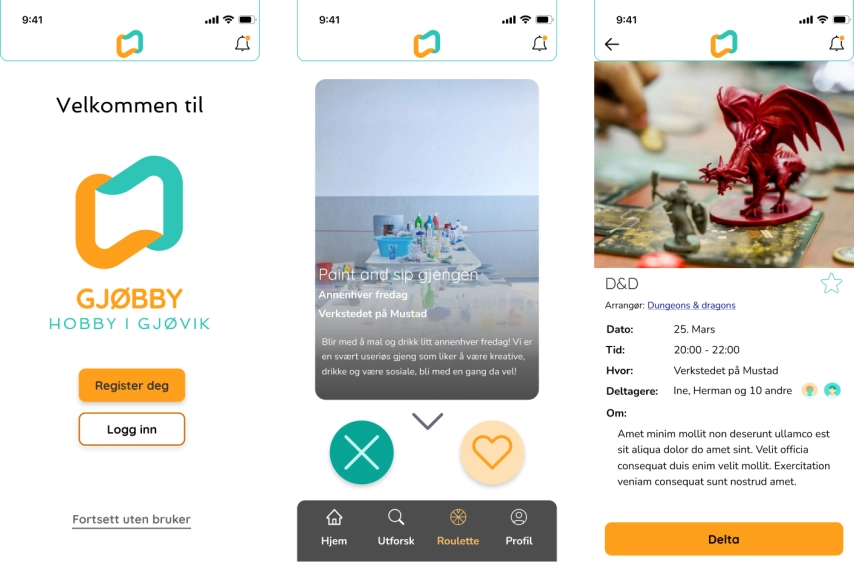 9:41
Velkommen til
GJØBBY
HOBBY I GJØVIK
Register deg
Logg inn
Fortsett uten bruker
9:41
Paint and sip gjengen
Annenhver fredag
Verkstedet på Mustad
Blir med å mal og drikk litt annenhver fredag! Vi er
en svært useriøs gjeng som liker å være kreative,
drikke og være sosiale, bli med en gang da vel!
Hjem
Utforsk
Roulette
Profil
9:41
D&D
Arrangør: Dungeons & dragons
Dato: 25. Mars
Tid: 20:00 - 22:00
Hvor: Verkstedet på Mustad
Deltagere: Ine, Herman og 10 andre
Om:
Amet minim mollit non deserunt ullamco est
sit aliqua dolor do amet sint. Velit officia
consequat duis enim velit mollit. Exercitation
veniam consequat sunt nostrud amet.
Delta